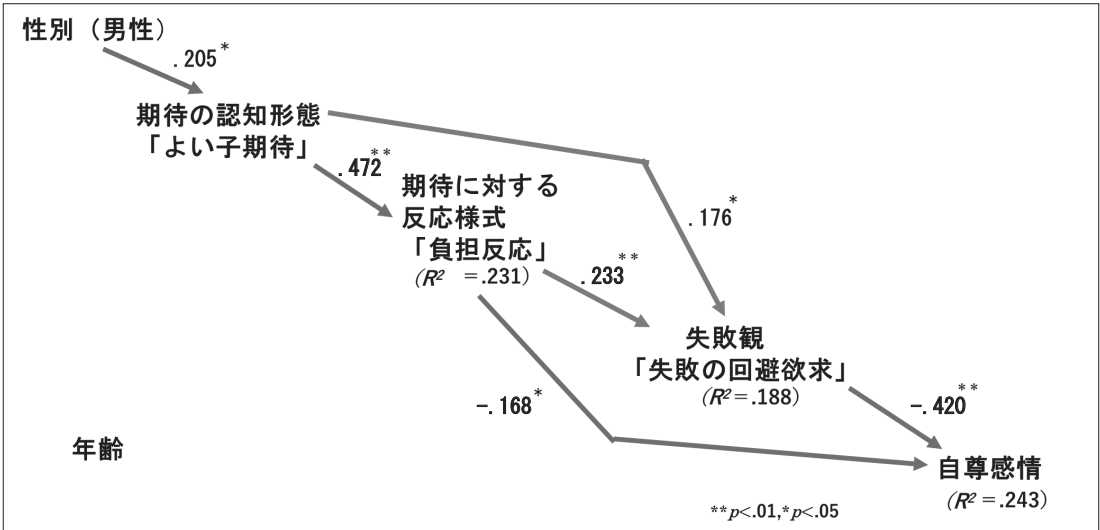 性別（男性）
.205*
期待の認知形態
「よい子期待」
.472**
期待に対する
反応様式
「負担反応」
(R² =.231)
.176*
.233**
失敗観
「失敗の回避欲求」
(R²=.188)
-.168*
-.420**
年齢
自尊感情
(R²=.243)
**p<.01,*p<.05